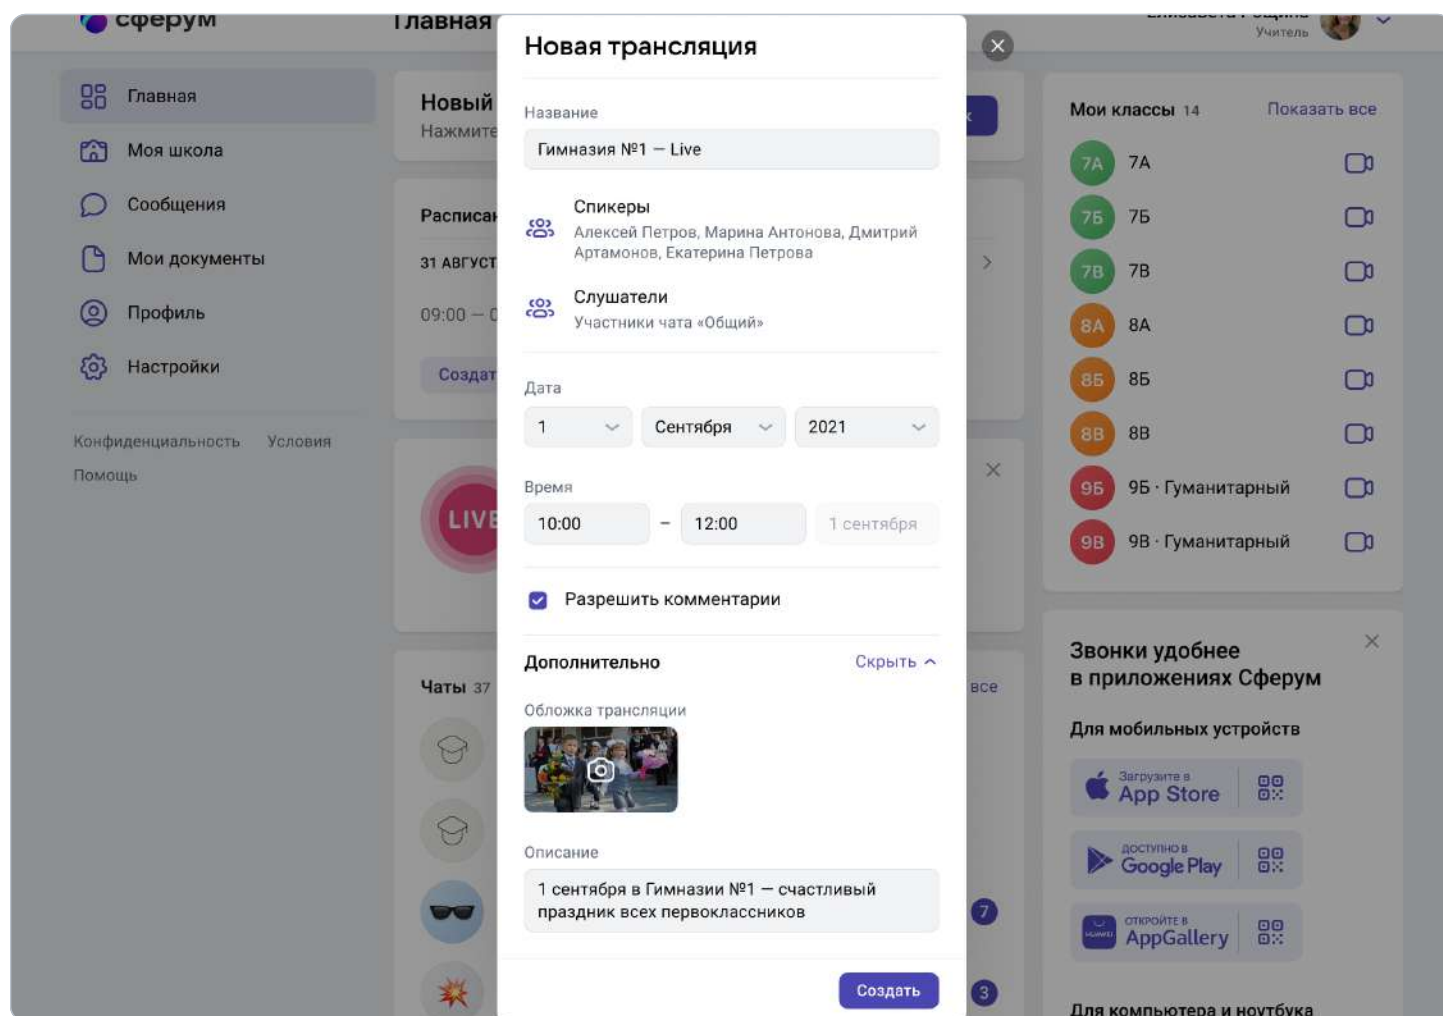 сферум
Главная
Елизавета Рощина
Учитель
Главная
Моя школа
Сообщения
Мои документы
Профиль
Настройки
Конфиденциальность Условия
Помощь
Новый
Нажмите
Расписан
31 АВГУСТ
09:00 —
Создат
LIVE
Чаты 37
все
7
3
Новая трансляция
Название
Гимназия №1 — Live
Спикеры
Алексей Петров, Марина Антонова, Дмитрий
Артамонов, Екатерина Петрова
Слушатели
Участники чата «Общий»
Дата
1 Сентября 2021
Время
10:00 – 12:00 1 сентября
Разрешить комментарии
Дополнительно Скрыть
Обложка трансляции
Описание
1 сентября в Гимназии №1 — счастливый
праздник всех первоклассников
Создать
Мои классы 14 Показать все
7А 7А
7Б 7Б
7В 7В
8А 8А
8Б 8Б
8В 8В
9Б 9Б · Гуманитарный
9В 9В · Гуманитарный
Звонки удобнее
в приложениях Сферум
Для мобильных устройств
Загрузите в
App Store
ДОСТУПНО В
Google Play
ОТКРОЙТЕ В
HUAWEI
AppGallery
Для компьютера и ноутбука